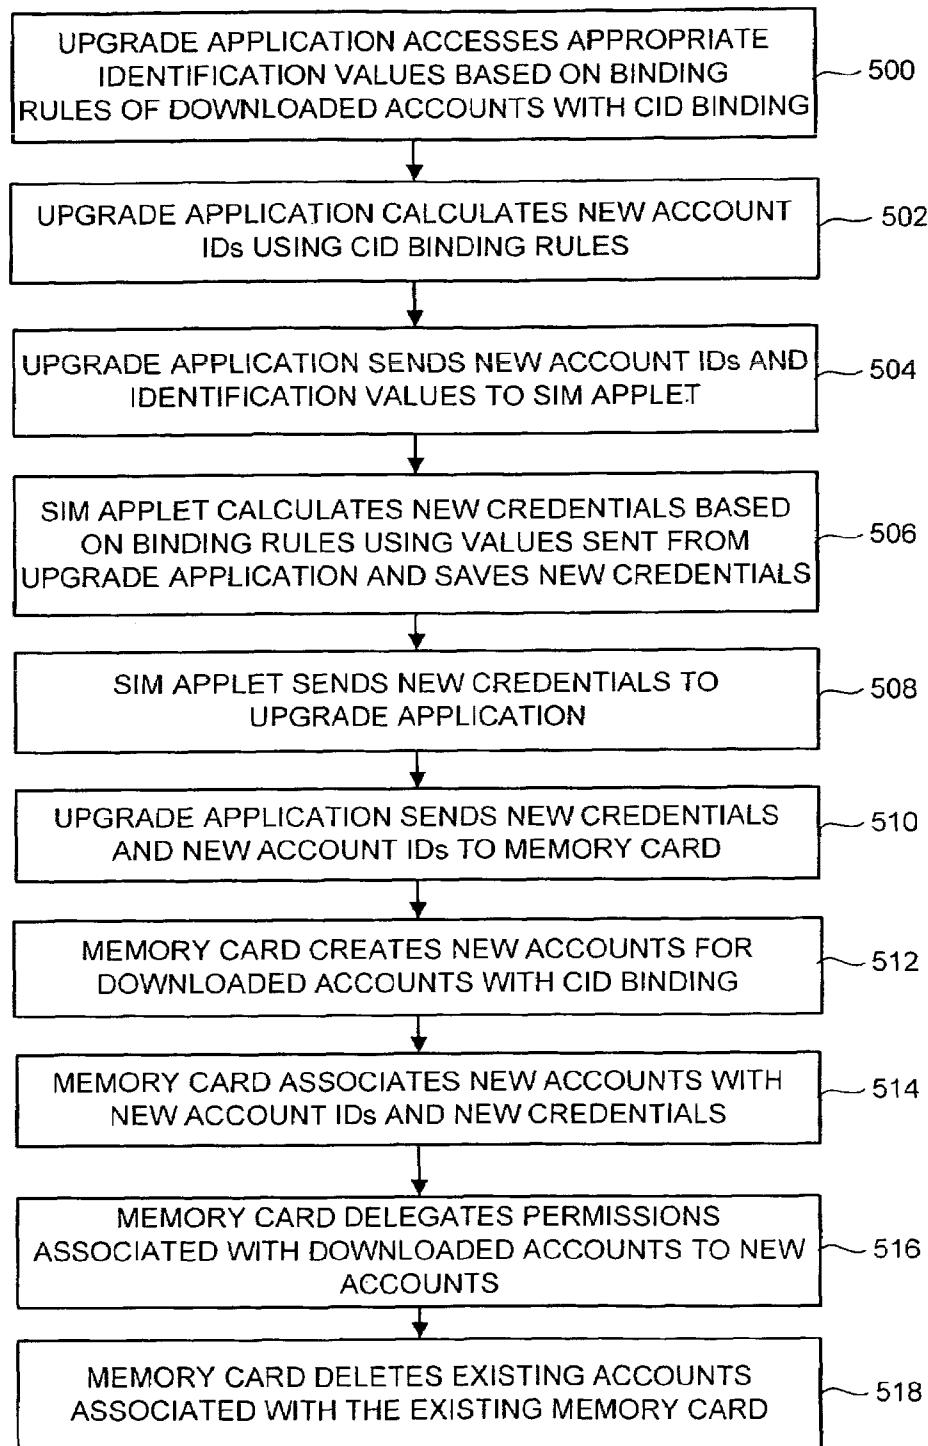 UPGRADE APPLICATION ACCESSES APPROPRIATE
IDENTIFICATION VALUES BASED ON BINDING
RULES OF DOWNLOADED ACCOUNTS WITH CID BINDING
500
UPGRADE APPLICATION CALCULATES NEW ACCOUNT
IDs USING CID BINDING RULES
502
UPGRADE APPLICATION SENDS NEW ACCOUNT IDs AND
IDENTIFICATION VALUES TO SIM APPLET
504
SIM APPLET CALCULATES NEW CREDENTIALS BASED
ON BINDING RULES USING VALUES SENT FROM
UPGRADE APPLICATION AND SAVES NEW CREDENTIALS
506
SIM APPLET SENDS NEW CREDENTIALS TO
UPGRADE APPLICATION
508
UPGRADE APPLICATION SENDS NEW CREDENTIALS
AND NEW ACCOUNT IDs TO MEMORY CARD
510
MEMORY CARD CREATES NEW ACCOUNTS FOR
DOWNLOADED ACCOUNTS WITH CID BINDING
512
MEMORY CARD ASSOCIATES NEW ACCOUNTS WITH
NEW ACCOUNT IDs AND NEW CREDENTIALS
514
MEMORY CARD DELEGATES PERMISSIONS
ASSOCIATED WITH DOWNLOADED ACCOUNTS TO NEW
ACCOUNTS
516
MEMORY CARD DELETES EXISTING ACCOUNTS
ASSOCIATED WITH THE EXISTING MEMORY CARD
518